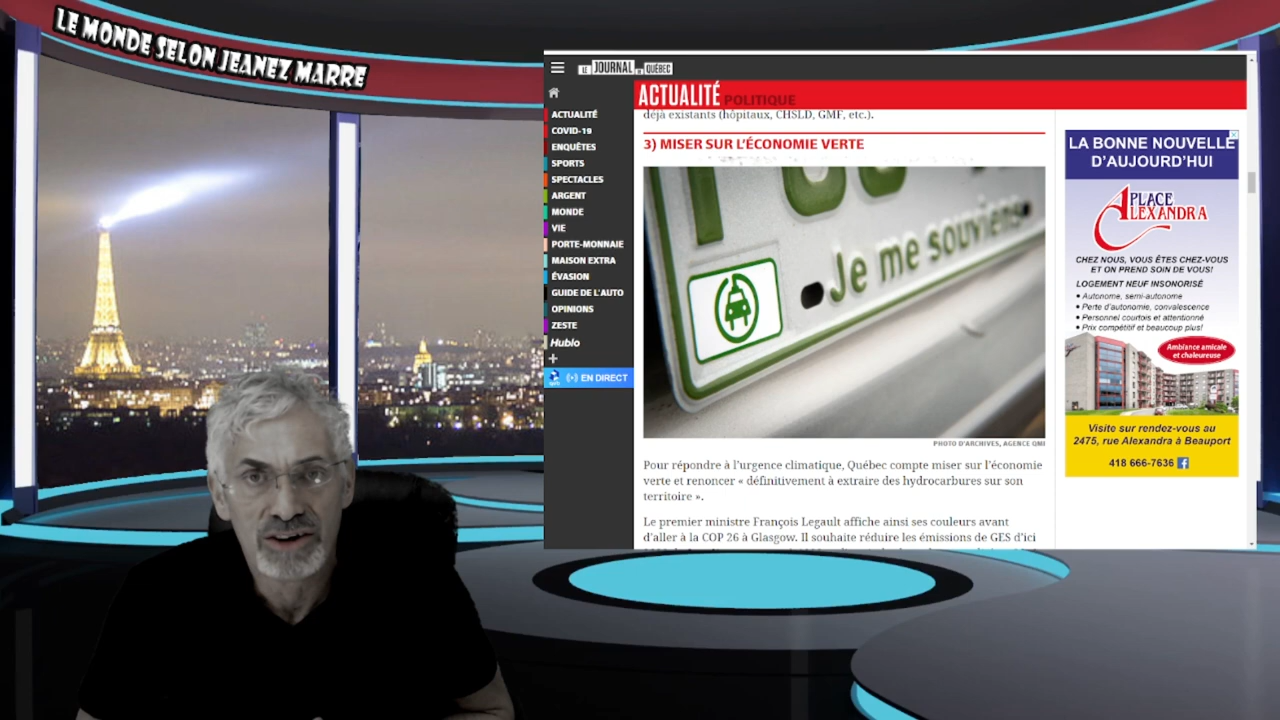 LE MONDE SELON JEANEZ MARRE
LE JOURNAL DE QUÉBEC
ACTUALITÉ POLITIQUE
ACTUALITÉ
COVID-19
ENQUÊTES
SPORTS
SPECTACLES
ARGENT
MONDE
VIE
PORTE-MONNAIE
MAISON EXTRA
ÉVASION
GUIDE DE L'AUTO
OPINIONS
ZESTE
Hublo
+
EN DIRECT
déjà existants (hôpitaux, CHSLD, GMF, etc.).
3) MISER SUR L'ÉCONOMIE VERTE
Je me souviens
PHOTO D'ARCHIVES, AGENCE QMI
Pour répondre à l'urgence climatique, Québec compte miser sur l'économie
verte et renoncer « définitivement à extraire des hydrocarbures sur son
territoire ».
Le premier ministre François Legault affiche ainsi ses couleurs avant
d'aller à la COP 26 à Glasgow. Il souhaite réduire les émissions de GES d'ici
LA BONNE NOUVELLE
D'AUJOURD'HUI
PLACE
ALEXANDRA
CHEZ NOUS, VOUS ÊTES CHEZ-VOUS
ET ON PREND SOIN DE VOUS!
LOGEMENT NEUF INSONORISÉ
• Autonome, semi-autonome
• Perte d'autonomie, convalescence
• Personnel courtois et attentionné
• Prix compétitif et beaucoup plus!
Ambiance amicale
et chaleureuse
Visite sur rendez-vous au
2475, rue Alexandra à Beauport
418 666-7636